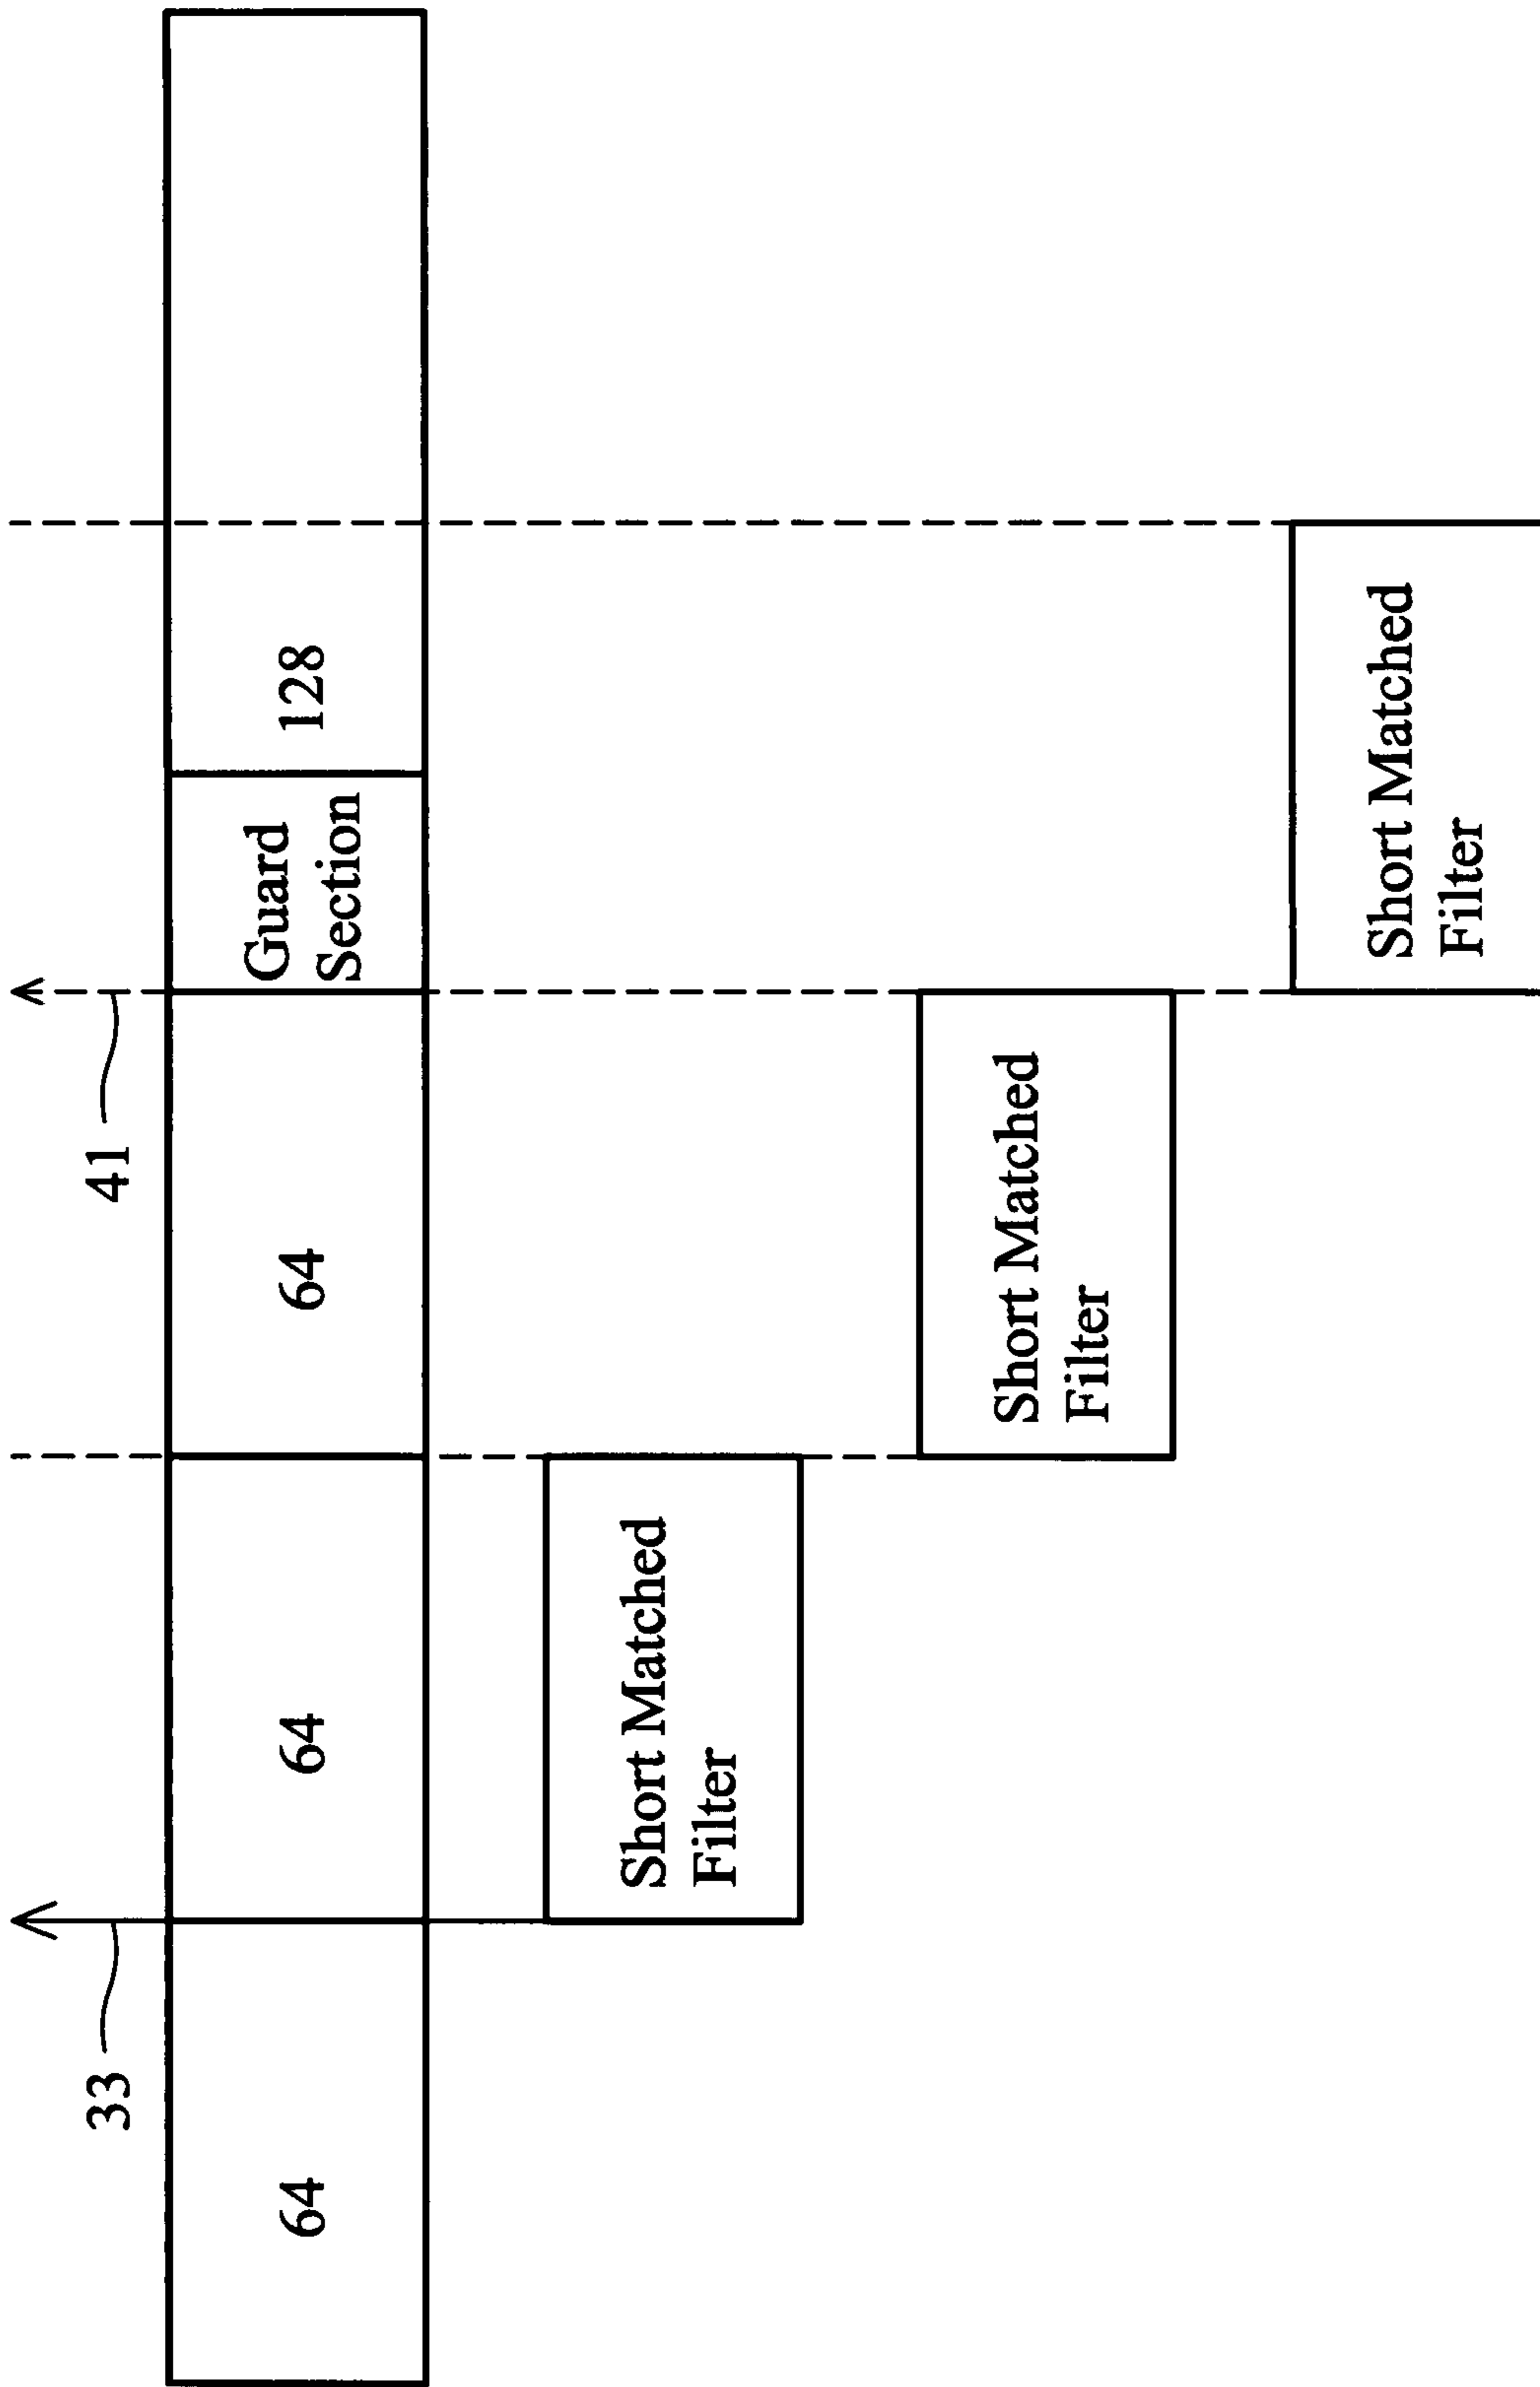 33
41
64
64
64
Guard
Section
128
Short Matched
Filter
Short Matched
Filter
Short Matched
Filter